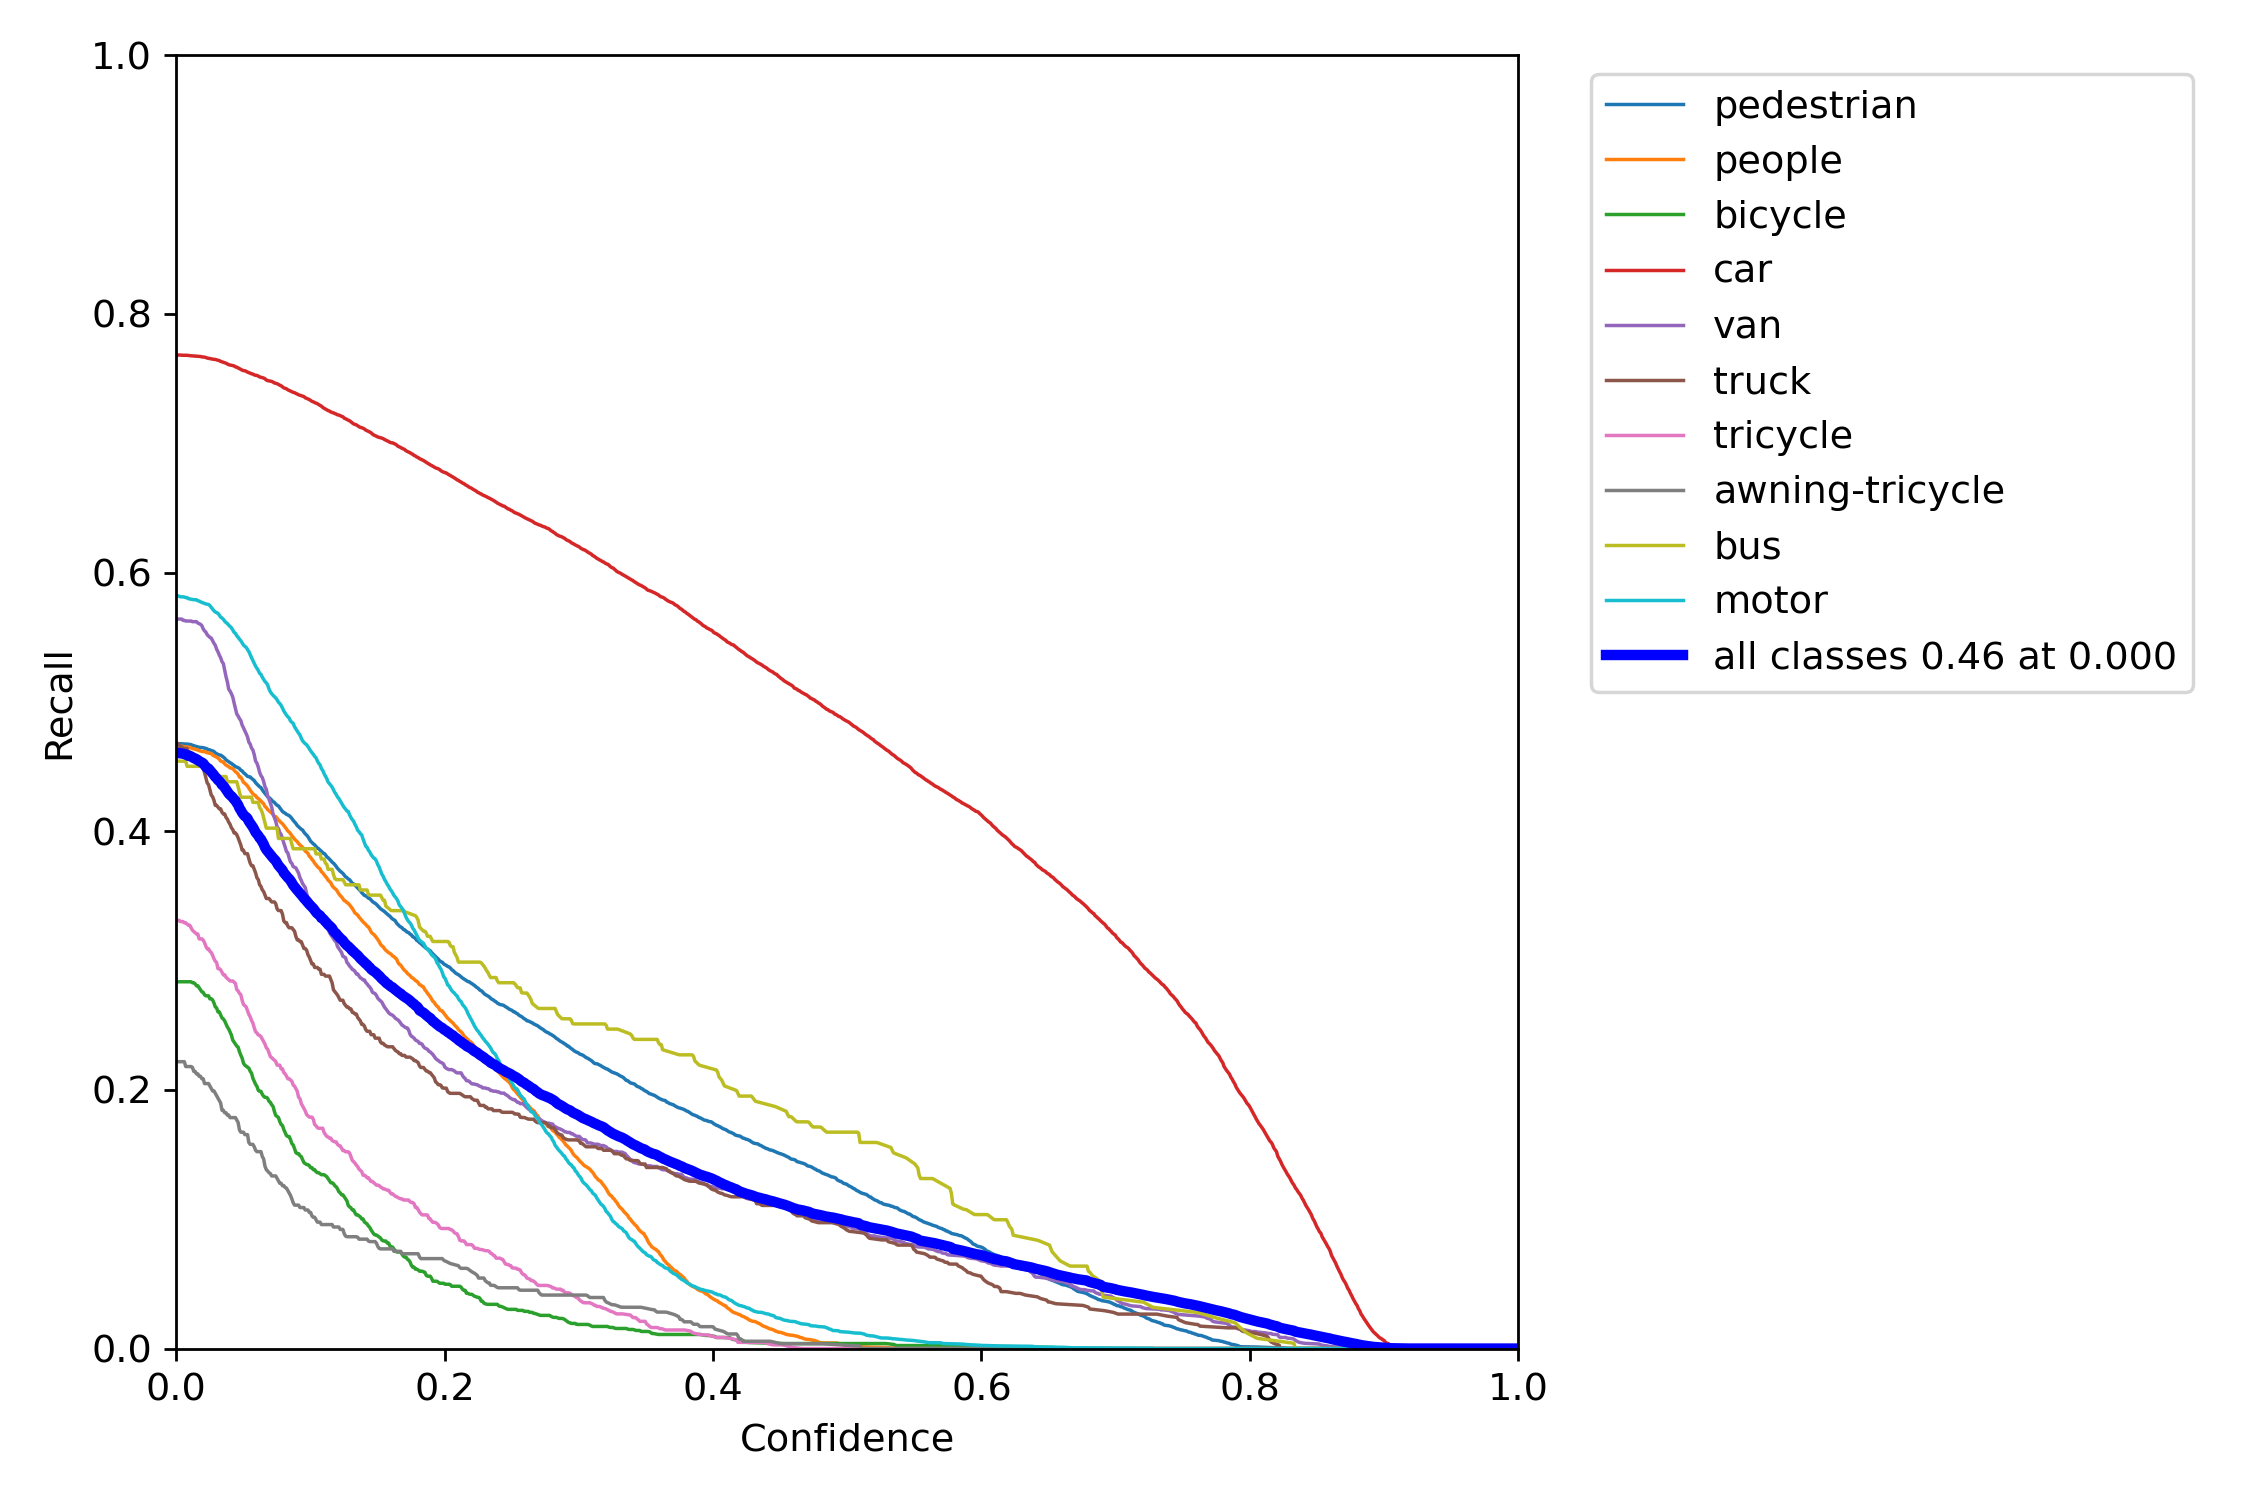 1.0
0.8
0.6
0.4
0.2
0.0
Recall
0.0 0.2 0.4 0.6 0.8 1.0
Confidence
pedestrian
people
bicycle
car
van
truck
tricycle
awning-tricycle
bus
motor
all classes 0.46 at 0.000